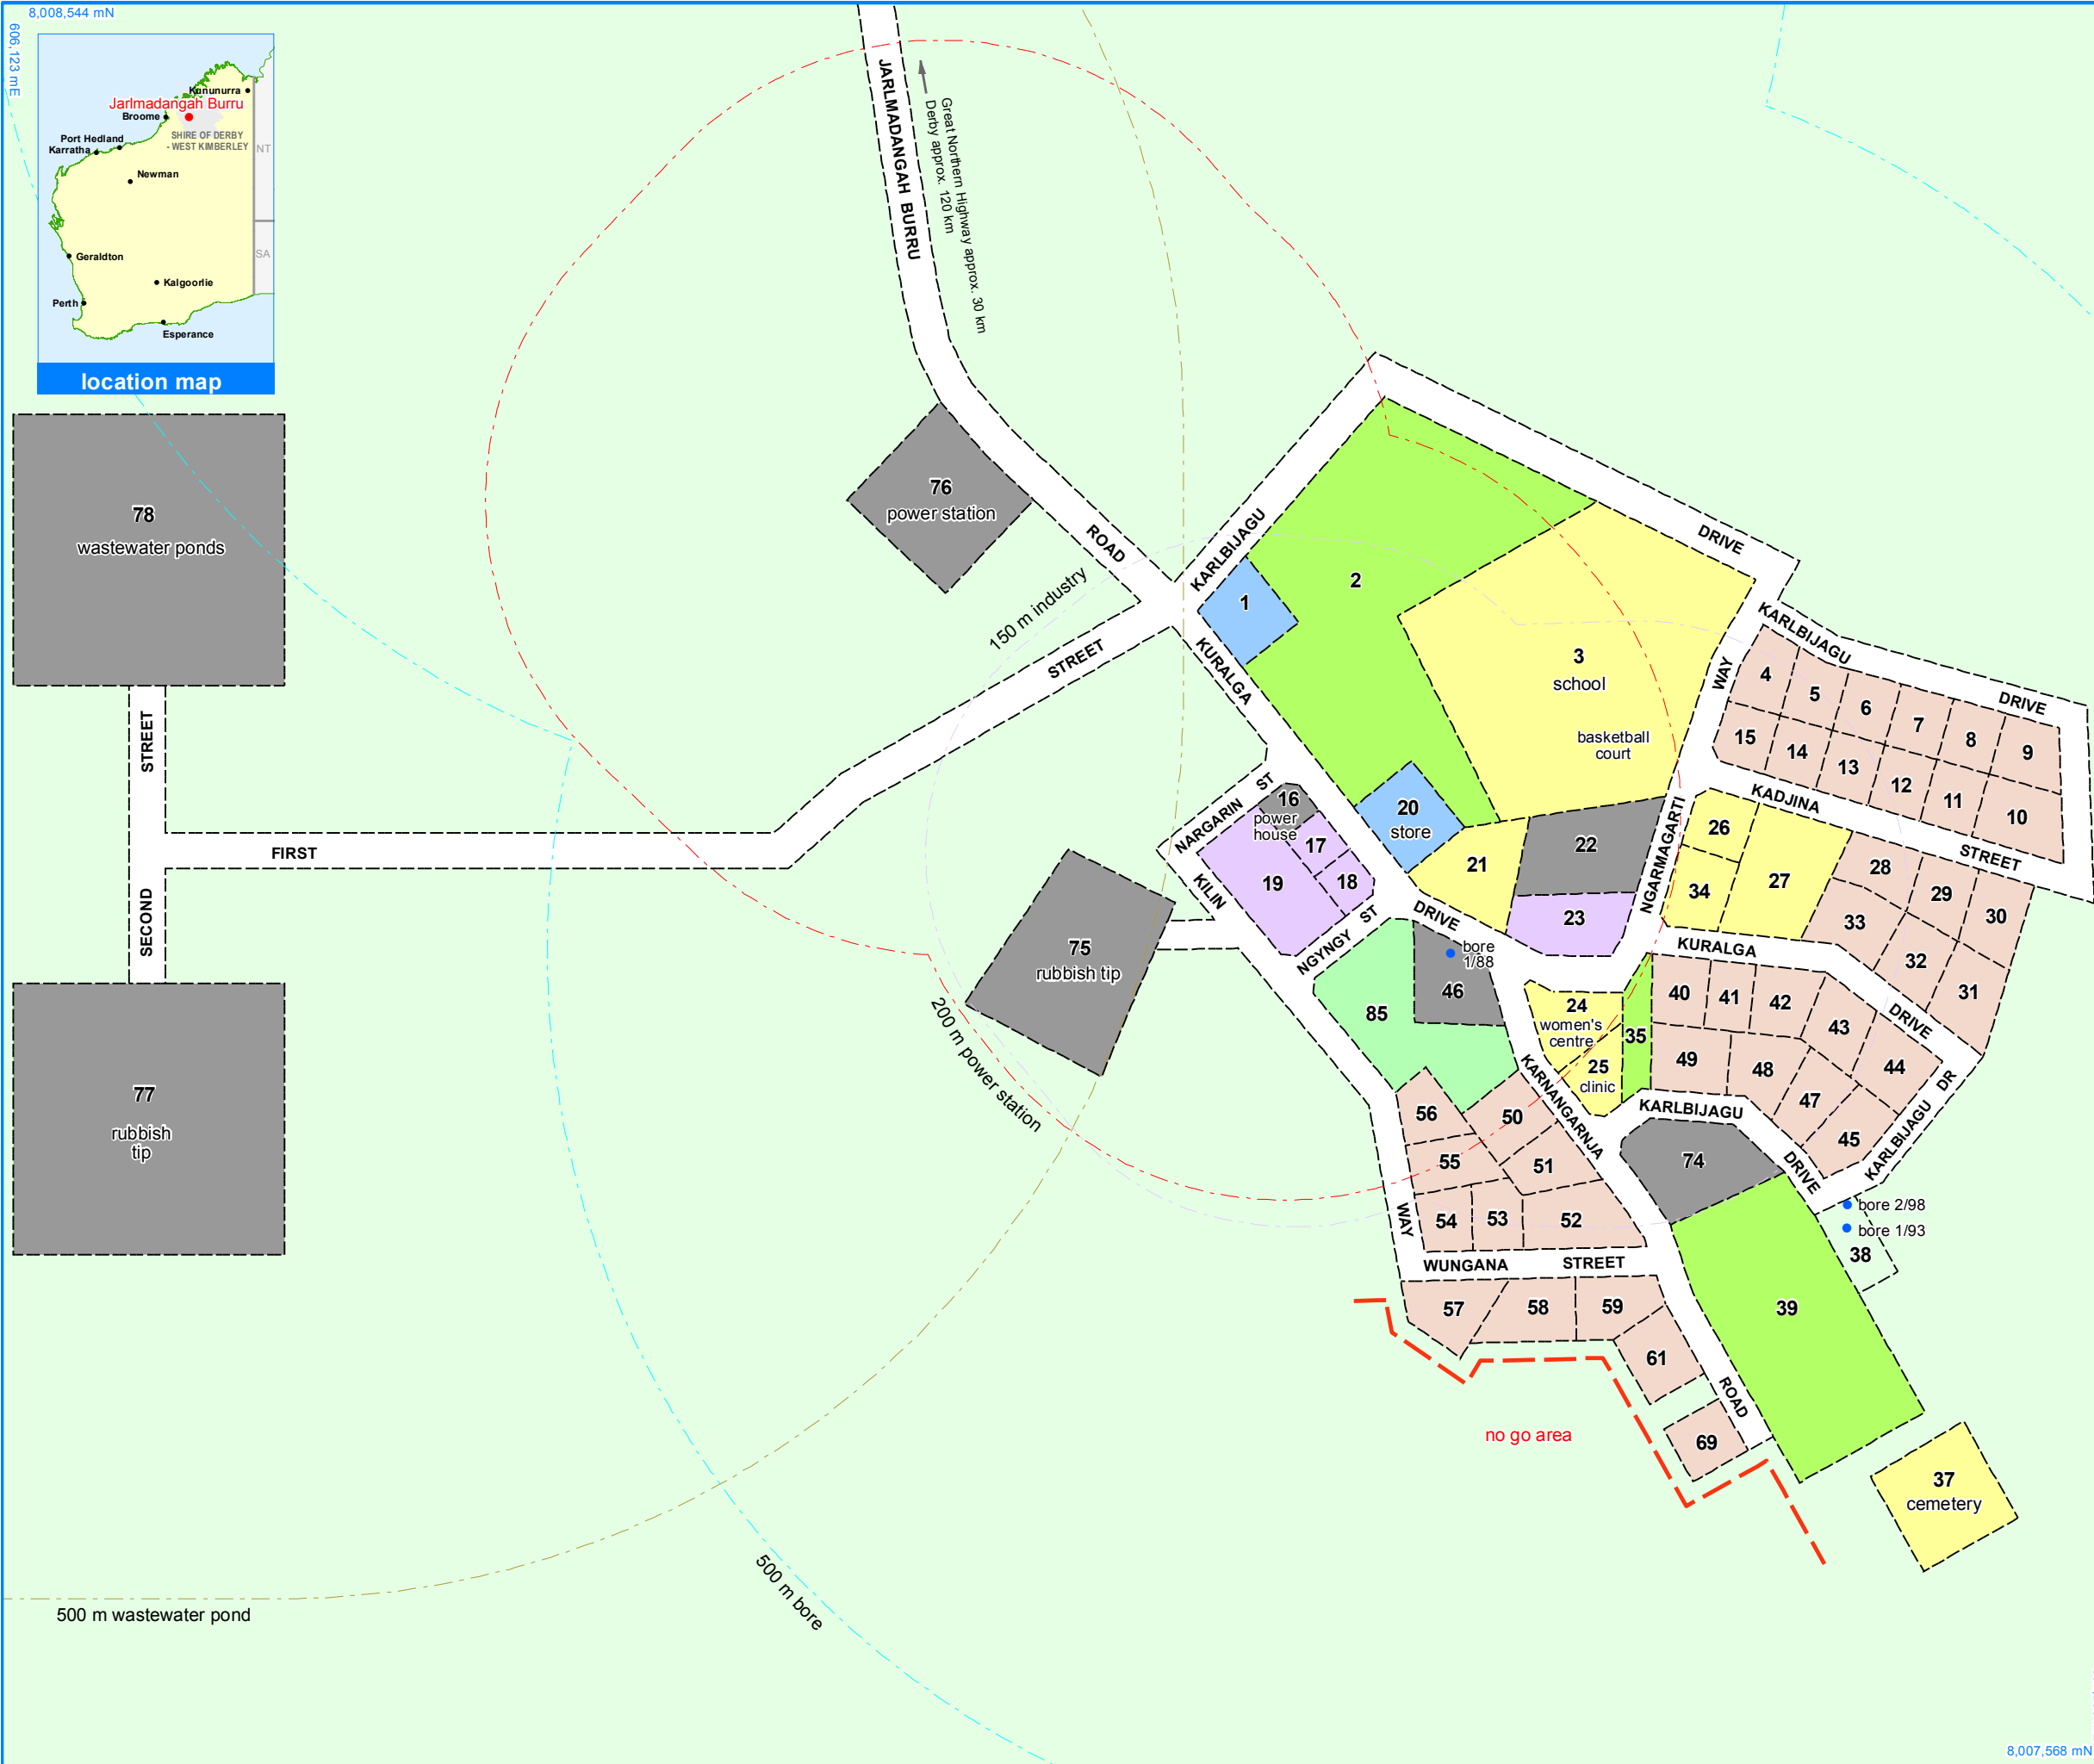 8,008,544 mN
606,123 mE
Kununurra
Jarlmadangah Burru
Broome
SHIRE OF DERBY
- WEST KIMBERLEY
Port Hedland
Karratha
NT
Newman
SA
Geraldton
Kalgoorlie
Perth
Esperance
location map
JARLMADANGAH BURRU
Great Northern Highway approx. 30 km
Derby approx. 120 km
78
wastewater ponds
76
power station
ROAD
KARLBIJAGU
DRIVE
150 m industry
STREET
1
2
KURALGA
3
school
basketball
court
WAY
KARLBIJAGU
DRIVE
4
5
6
7
8
9
15
14
13
12
11
10
STREET
FIRST
SECOND
NARGARIN
ST
16
power
house
17
18
19
KILIN
20
store
21
22
23
NGARMAGARTI
KADJINA
STREET
26
27
34
28
29
30
33
32
31
75
rubbish tip
NGYNGY
ST
DRIVE
bore
1/88
46
85
KURALGA
DRIVE
24
women's
centre
25
clinic
35
40
41
42
43
44
49
48
47
45
KARLBIJAGU
DRIVE
KARLBIJAGU DR
200 m power station
77
rubbish
tip
KARNANGARNJA
56
50
55
51
54
53
52
WAY
74
bore 2/98
bore 1/93
38
WUNGANA
STREET
57
58
59
39
61
ROAD
69
no go area
37
cemetery
500 m bore
500 m wastewater pond
8,007,568 mN